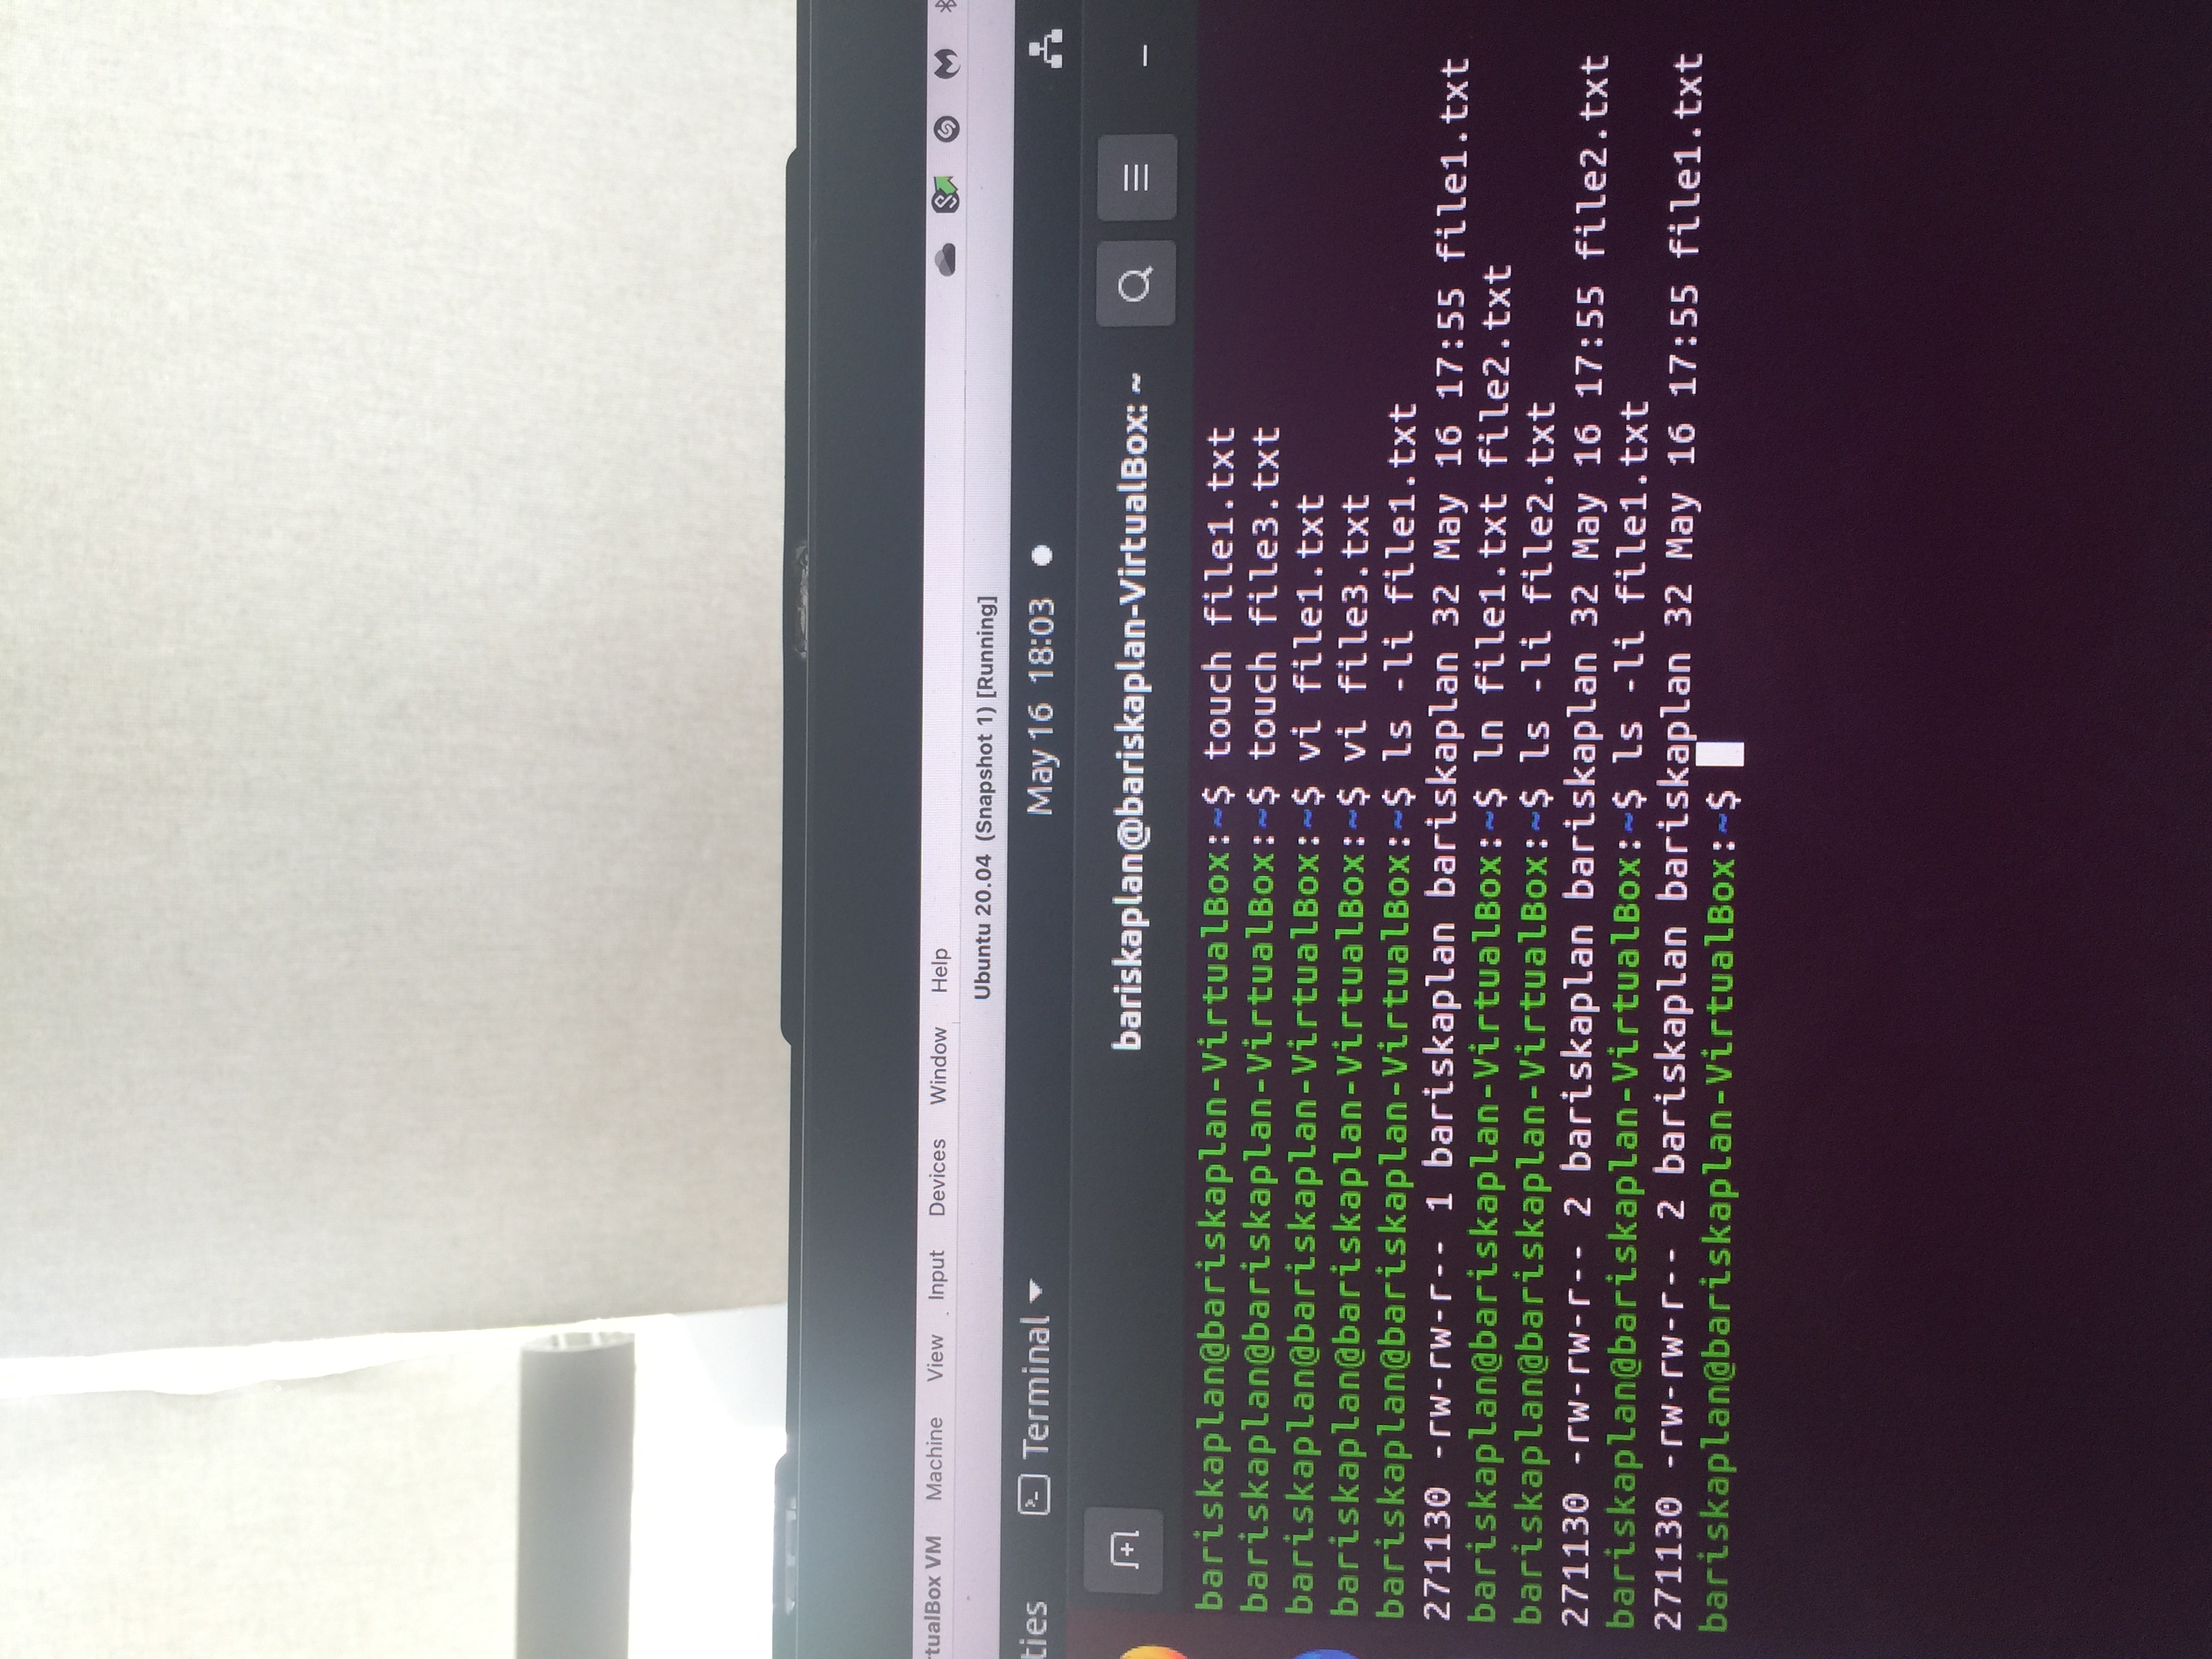 rtualBox VM Machine View Input Devices Window Help
Ubuntu 20.04 (Snapshot 1) [Running]
ties Terminal May 16 18:03
bariskaplan@bariskaplan-VirtualBox: ~
bariskaplan@bariskaplan-VirtualBox:~$ touch file1.txt
bariskaplan@bariskaplan-VirtualBox:~$ touch file3.txt
bariskaplan@bariskaplan-VirtualBox:~$ vi file1.txt
bariskaplan@bariskaplan-VirtualBox:~$ vi file3.txt
bariskaplan@bariskaplan-VirtualBox:~$ ls -li file1.txt
271130 -rw-rw-r-- 1 bariskaplan bariskaplan 32 May 16 17:55 file1.txt
bariskaplan@bariskaplan-VirtualBox:~$ ln file1.txt file2.txt
bariskaplan@bariskaplan-VirtualBox:~$ ls -li file2.txt
271130 -rw-rw-r-- 2 bariskaplan bariskaplan 32 May 16 17:55 file2.txt
bariskaplan@bariskaplan-VirtualBox:~$ ls -li file1.txt
271130 -rw-rw-r-- 2 bariskaplan bariskaplan 32 May 16 17:55 file1.txt
bariskaplan@bariskaplan-VirtualBox:~$